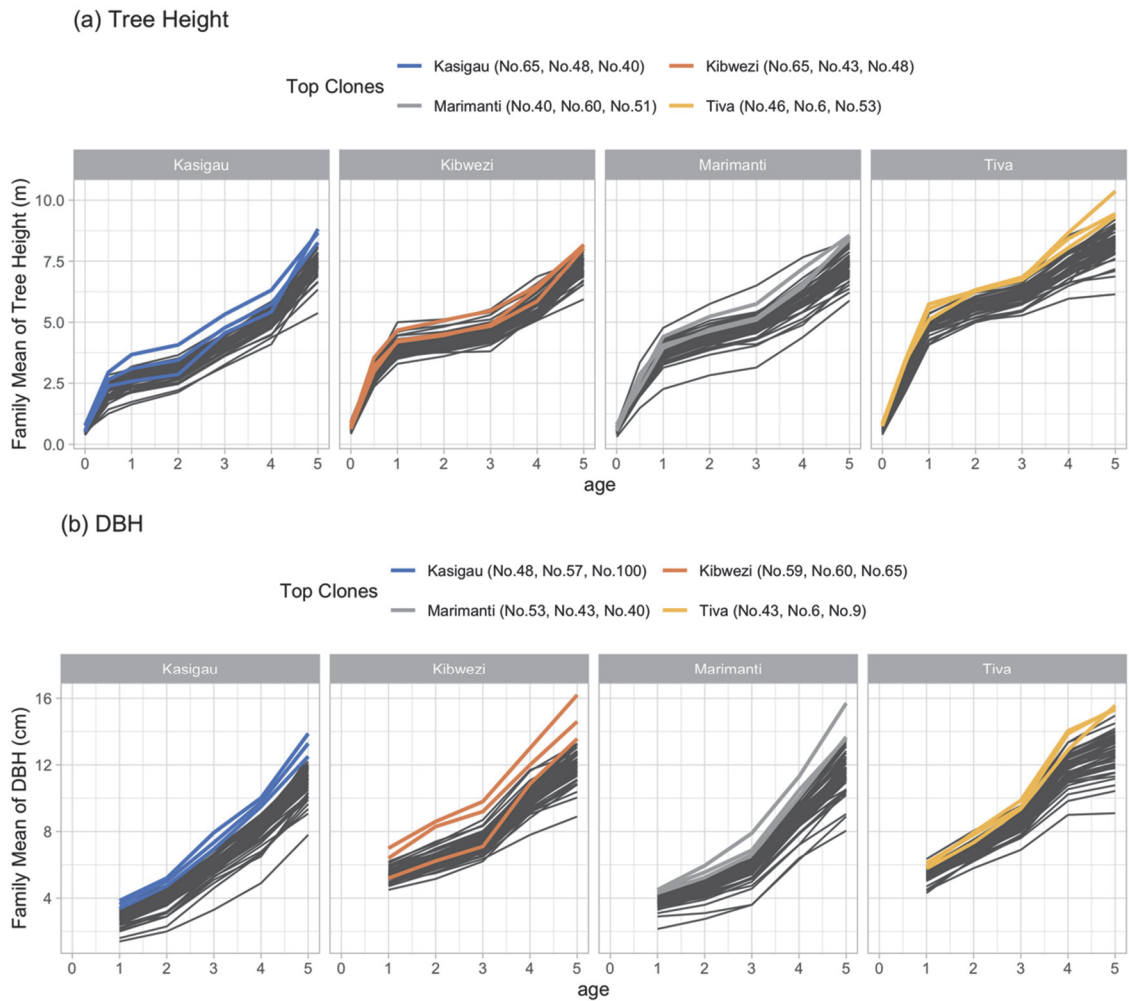 (a) Tree Height
Top Clones
Kasigau (No.65, No.48, No.40) Kibwezi (No.65, No.43, No.48)
Marimanti (No.40, No.60, No.51) Tiva (No.46, No.6, No.53)
Kasigau Kibwezi Marimanti Tiva
Family Mean of Tree Height (m)
10.0
7.5
5.0
2.5
0.0
0 1 2 3 4 5 0 1 2 3 4 5 0 1 2 3 4 5 0 1 2 3 4 5
age
(b) DBH
Top Clones
Kasigau (No.48, No.57, No.100) Kibwezi (No.59, No.60, No.65)
Marimanti (No.53, No.43, No.40) Tiva (No.43, No.6, No.9)
Kasigau Kibwezi Marimanti Tiva
Family Mean of DBH (cm)
16
12
8
4
0 1 2 3 4 5 0 1 2 3 4 5 0 1 2 3 4 5 0 1 2 3 4 5
age